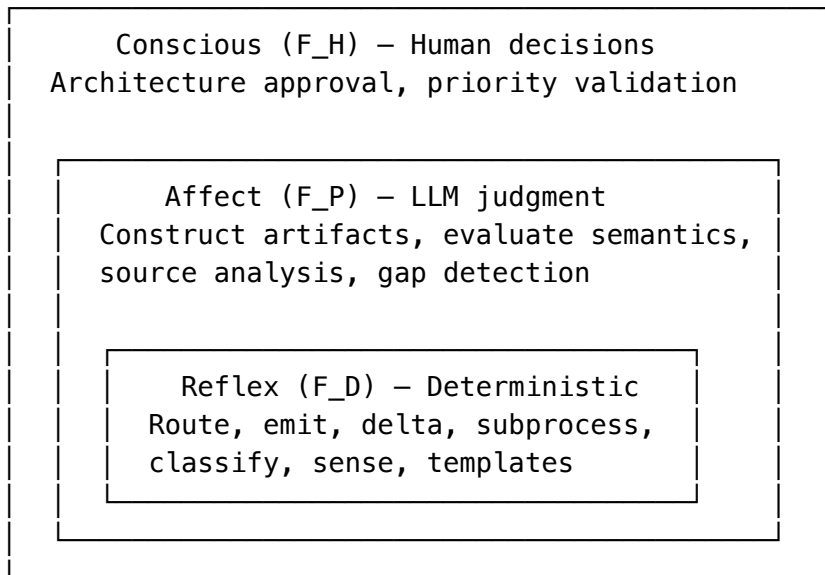 Conscious (F_H) — Human decisions
Architecture approval, priority validation
Affect (F_P) — LLM judgment
Construct artifacts, evaluate semantics,
source analysis, gap detection
Reflex (F_D) — Deterministic
Route, emit, delta, subprocess,
classify, sense, templates